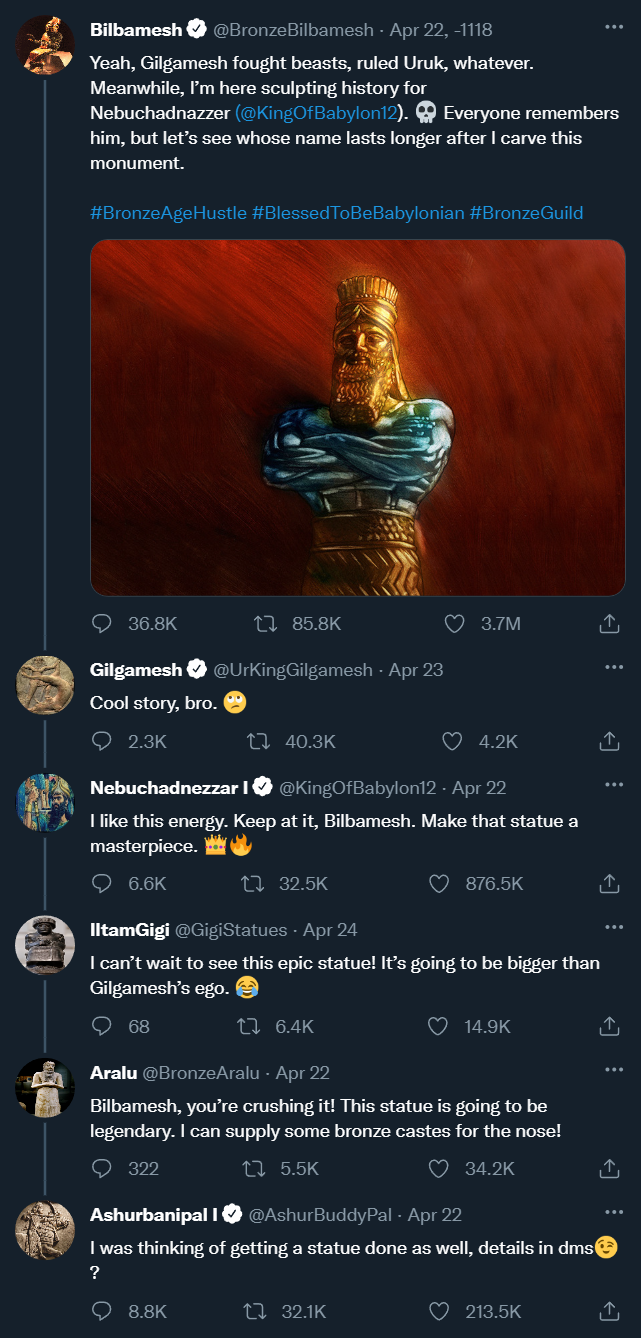 Bilbamesh @BronzeBilbamesh · Apr 22, -1118
Yeah, Gilgamesh fought beasts, ruled Uruk, whatever.
Meanwhile, I’m here sculpting history for
Nebuchadnazzer (@KingOfBabylon12). 💀 Everyone remembers
him, but let’s see whose name lasts longer after I carve this
monument.
#BronzeAgeHustle #BlessedToBeBabylonian #BronzeGuild
36.8K 85.8K 3.7M
Gilgamesh @UrKingGilgamesh · Apr 23
Cool story, bro. 🙄
2.3K 40.3K 4.2K
Nebuchadnezzar I @KingOfBabylon12 · Apr 22
I like this energy. Keep at it, Bilbamesh. Make that statue a
masterpiece. 👑🔥
6.6K 32.5K 876.5K
IltamGigi @GigiStatues · Apr 24
I can’t wait to see this epic statue! It’s going to be bigger than
Gilgamesh’s ego. 😂
68 6.4K 14.9K
Aralu @BronzeAralu · Apr 22
Bilbamesh, you’re crushing it! This statue is going to be
legendary. I can supply some bronze castes for the nose!
322 5.5K 34.2K
Ashurbanipal I @AshurBuddyPal · Apr 22
I was thinking of getting a statue done as well, details in dms😉
?
8.8K 32.1K 213.5K